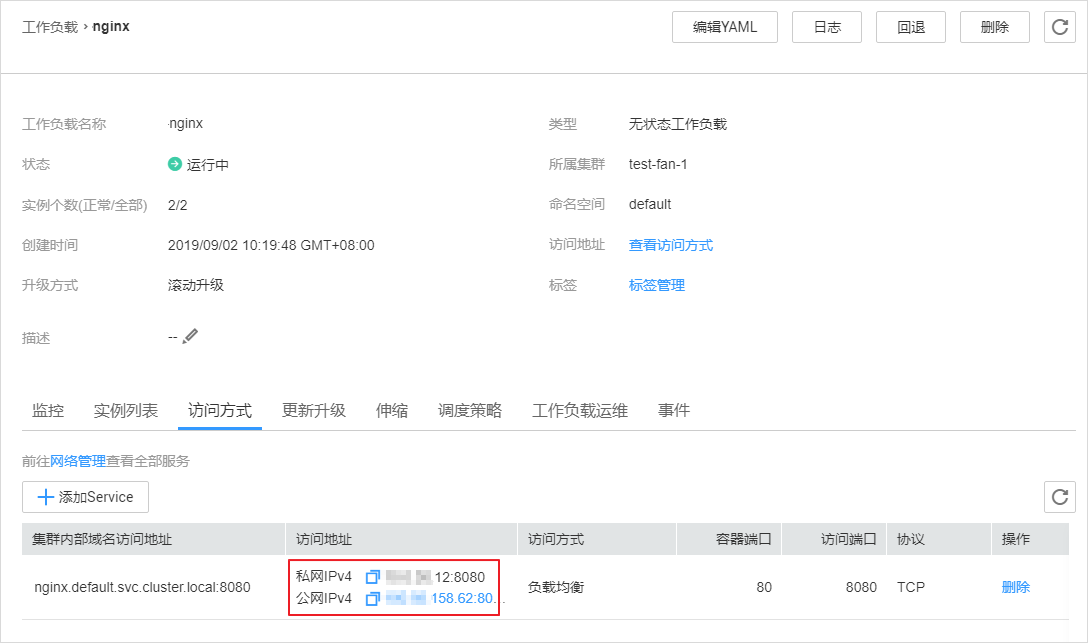 工作负载 › nginx
编辑YAML 日志 回退 删除
工作负载名称 nginx 类型 无状态工作负载
状态 运行中 所属集群 test-fan-1
实例个数(正常/全部) 2/2 命名空间 default
创建时间 2019/09/02 10:19:48 GMT+08:00 访问地址 查看访问方式
升级方式 滚动升级 标签 标签管理
描述 --
监控 实例列表 访问方式 更新升级 伸缩 调度策略 工作负载运维 事件
前往网络管理查看全部服务
添加Service
集群内部域名访问地址 访问地址 访问方式 容器端口 访问端口 协议 操作
nginx.default.svc.cluster.local:8080 私网IPv4 12:8080 负载均衡 80 8080 TCP 删除
公网IPv4 158.62:80...